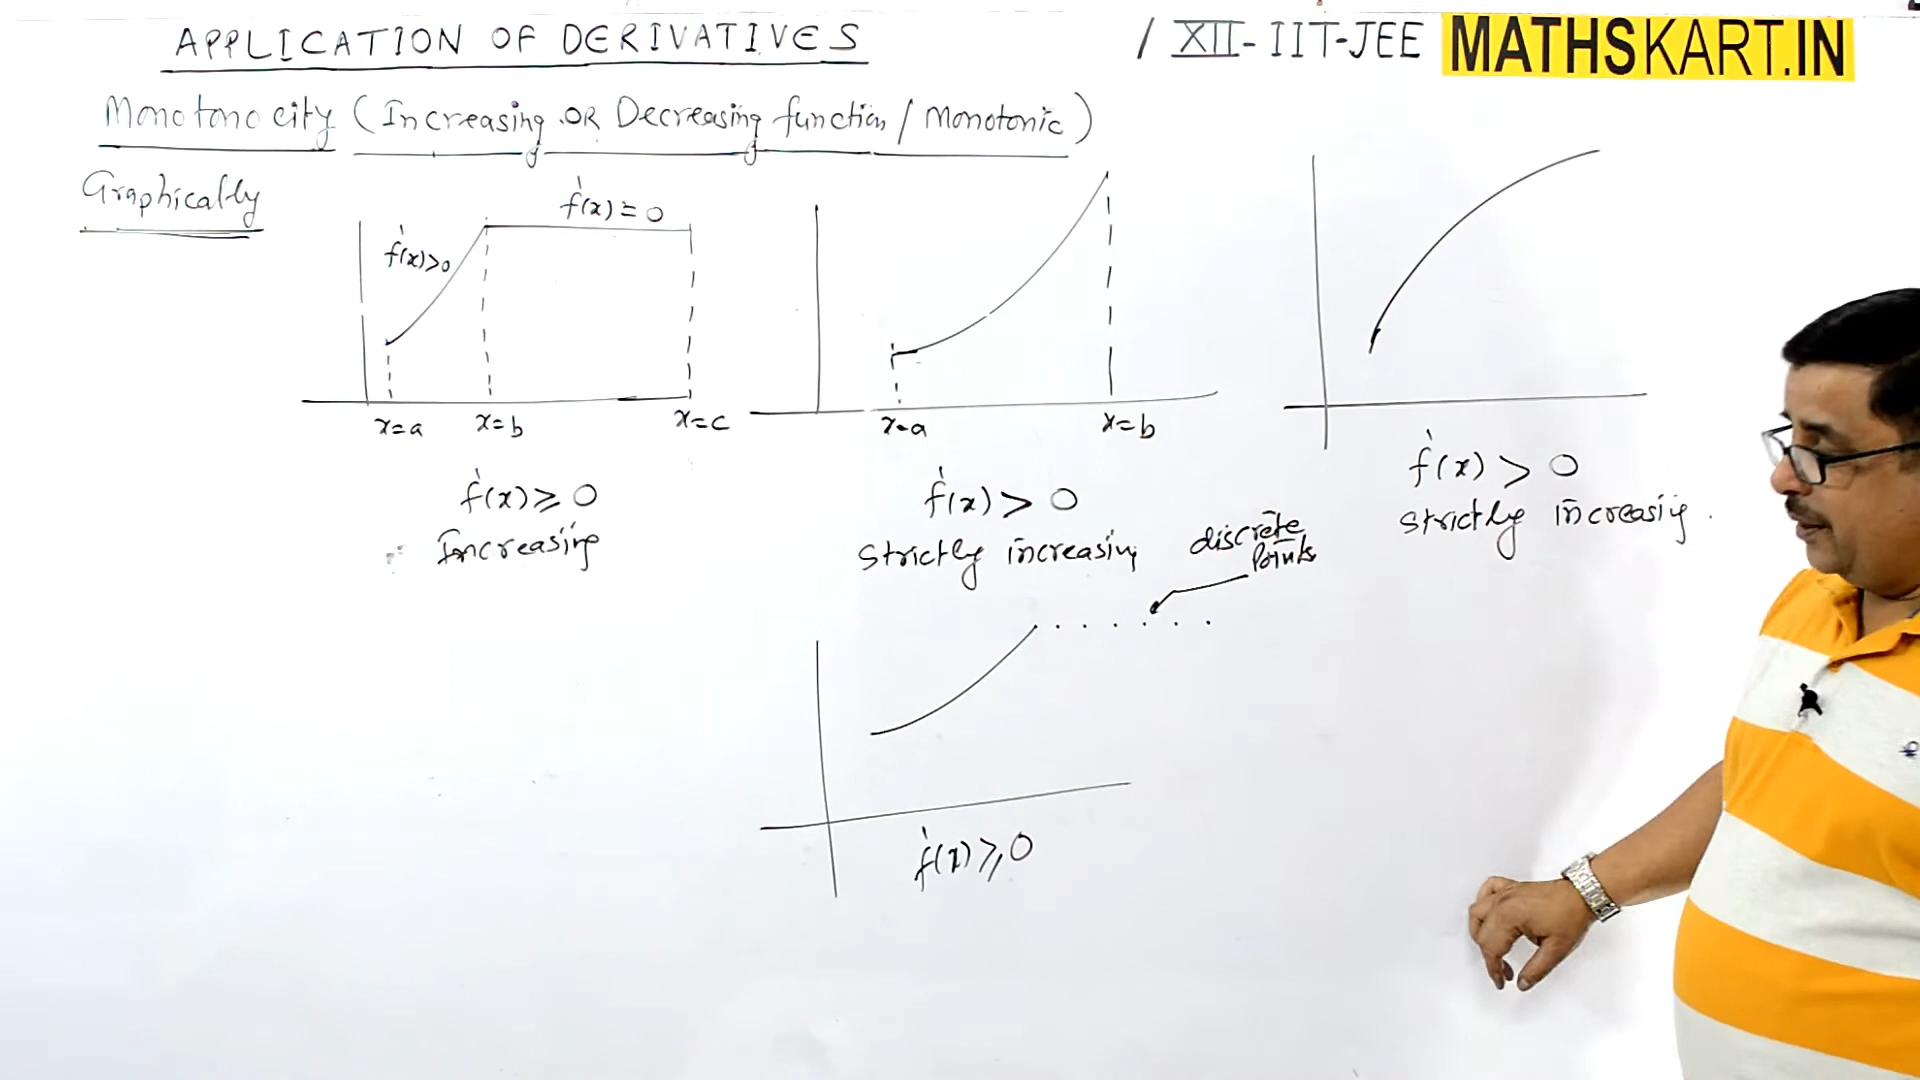 APPLICATION OF DERIVATIVES / XII - IIT-JEE MATHSKART.IN
Monotonocity (Increasing OR Decreasing function / Monotonic)
Graphically
f'(x) = 0
f'(x)>0
x=a x=b x=c
x=a x=b
f'(x) ≥ 0
Increasing
f'(x) > 0
Strictly increasing
f'(x) > 0
Strictly increasing.
discrete
Points
f'(x) ≥ 0